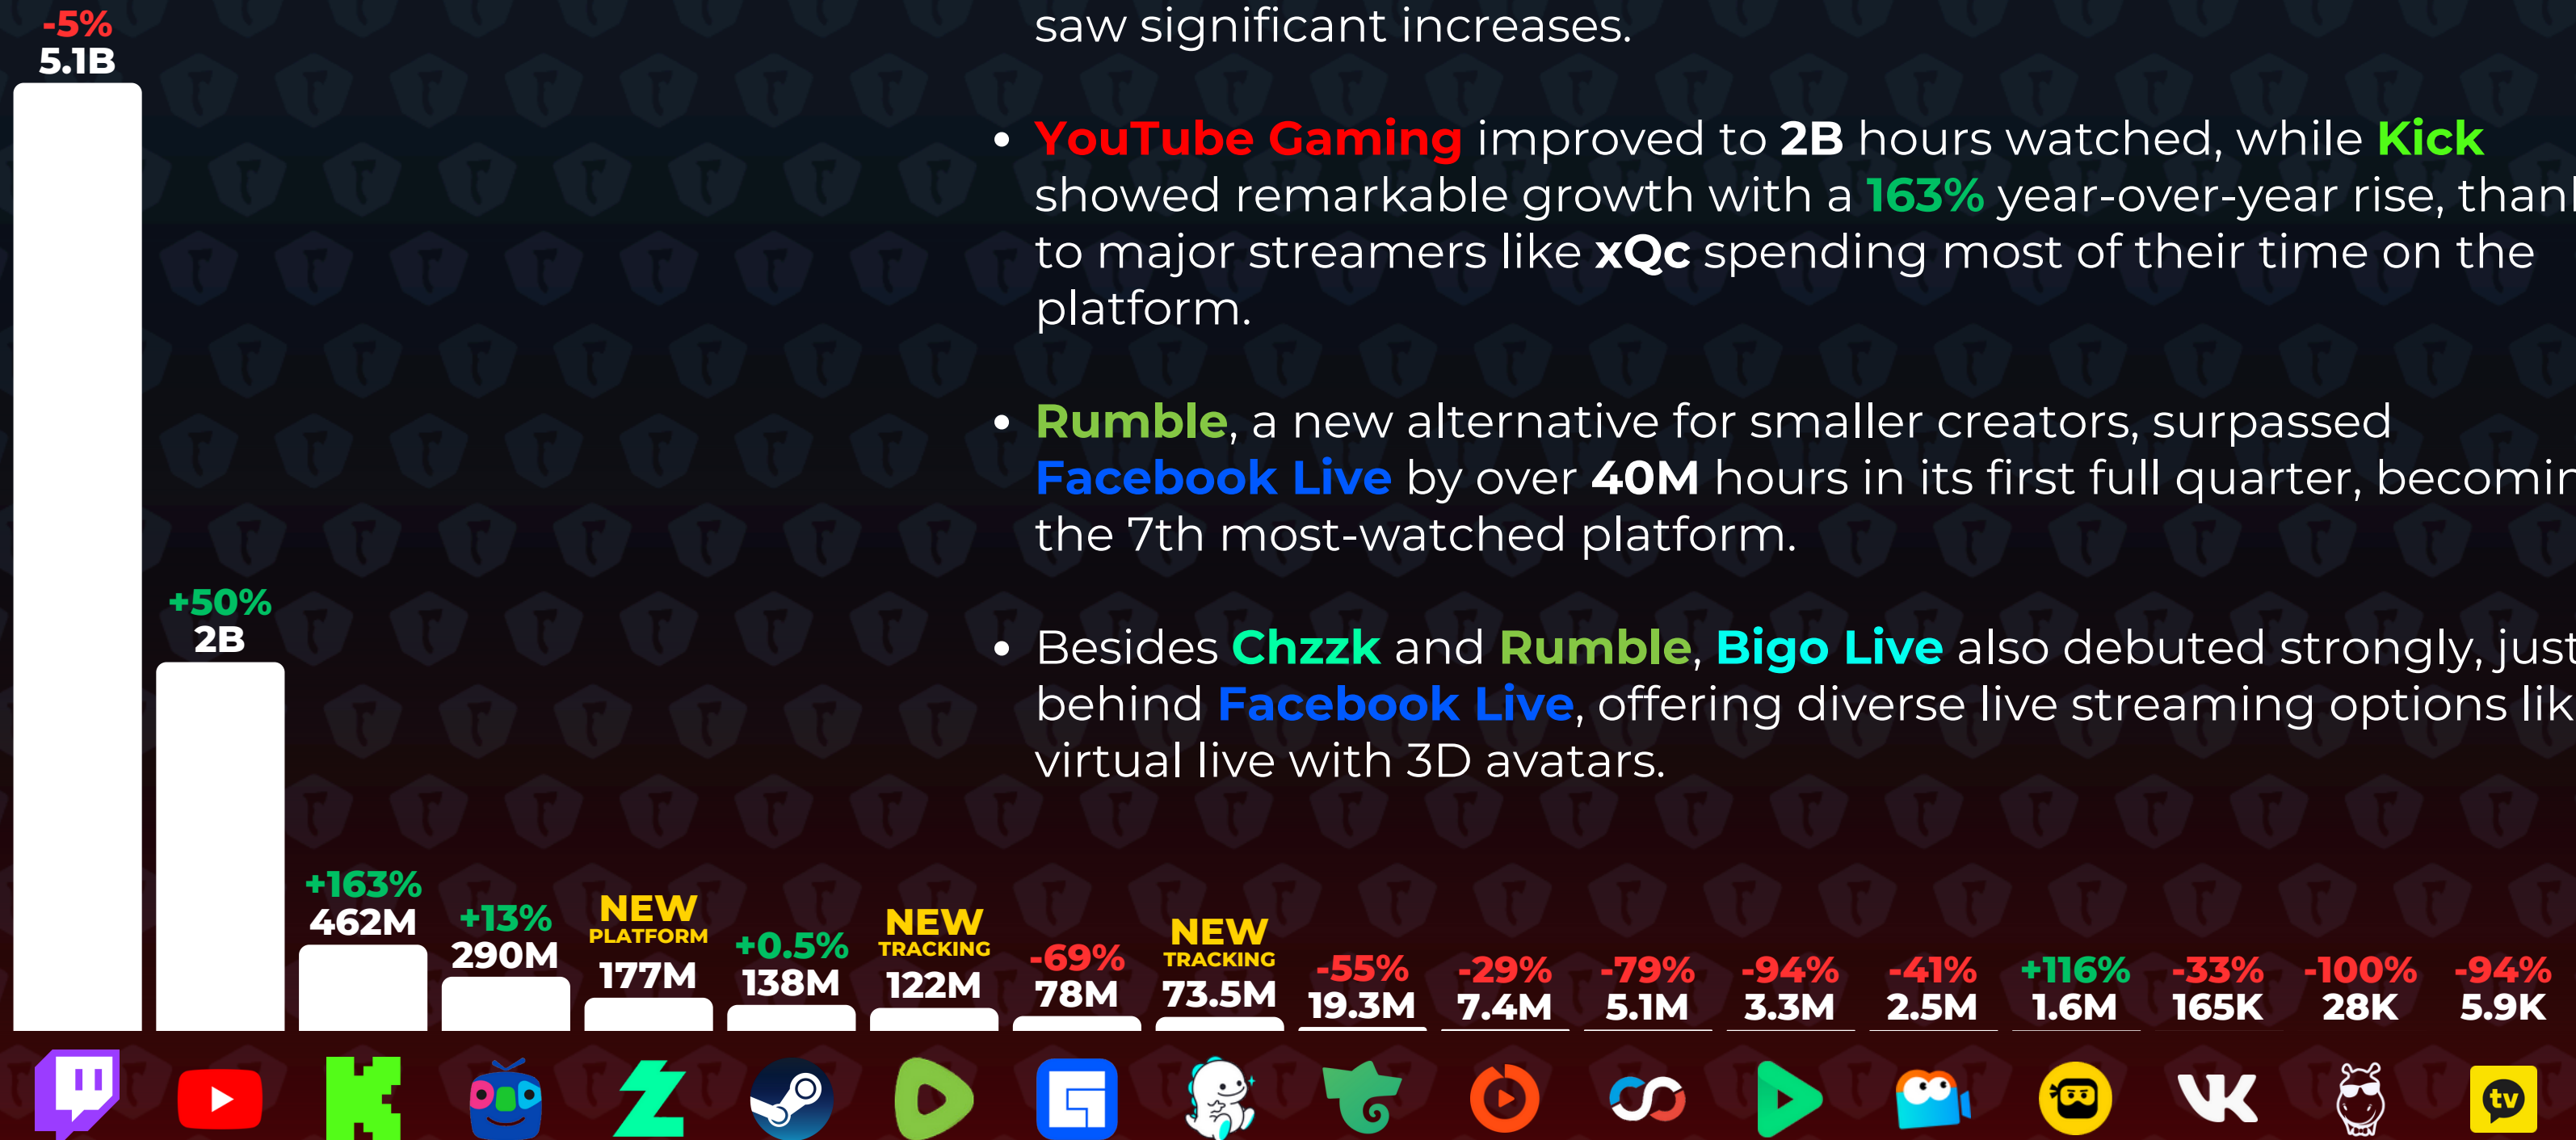 saw significant increases.
• YouTube Gaming improved to 2B hours watched, while Kick
showed remarkable growth with a 163% year-over-year rise, than
to major streamers like xQc spending most of their time on the
platform.
• Rumble, a new alternative for smaller creators, surpassed
Facebook Live by over 40M hours in its first full quarter, becomin
the 7th most-watched platform.
• Besides Chzzk and Rumble, Bigo Live also debuted strongly, just
behind Facebook Live, offering diverse live streaming options lik
virtual live with 3D avatars.
-5%
5.1B
+50%
2B
+163%
462M
+13%
290M
NEW
PLATFORM
177M
+0.5%
138M
NEW
TRACKING
122M
-69%
78M
NEW
TRACKING
73.5M
-55%
19.3M
-29%
7.4M
-79%
5.1M
-94%
3.3M
-41%
2.5M
+116%
1.6M
-33%
165K
-100%
28K
-94%
5.9K
VK
tv